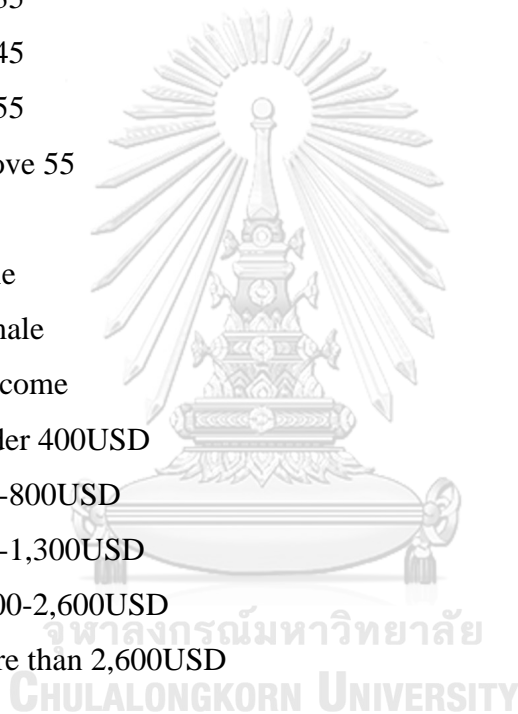 45
55
ove 55
le
nale
come
der 400USD
-800USD
-1,300USD
00-2,600USD
re than 2,600USD
จุฬาลงกรณ์มหาวิทยาลัย
CHULALONGKORN UNIVERSITY